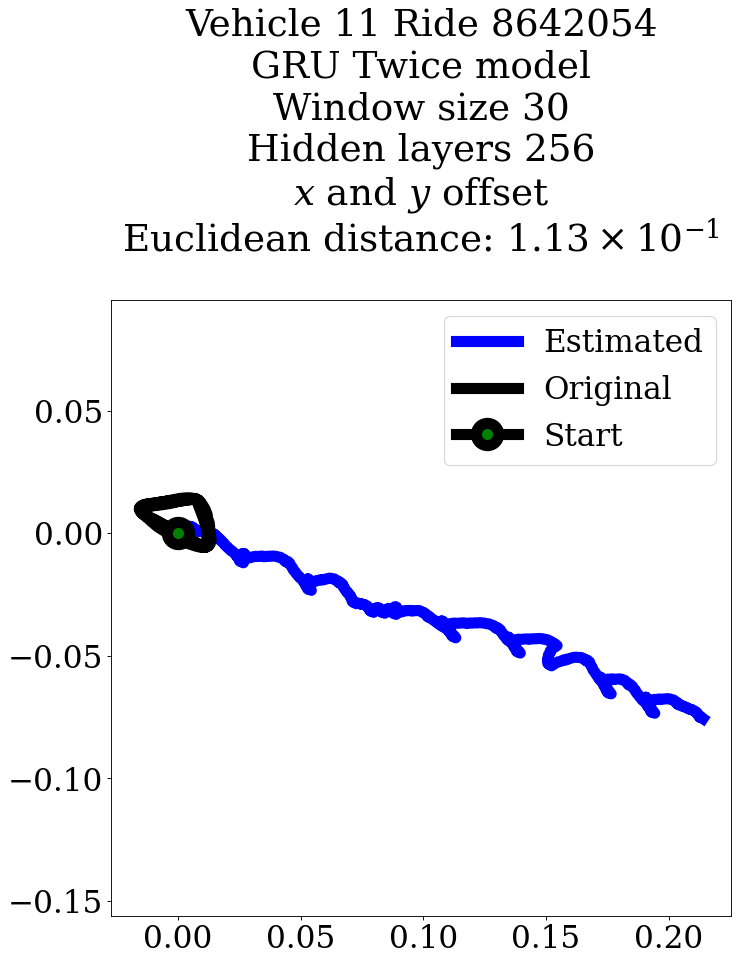 Vehicle 11 Ride 8642054
GRU Twice model
Window size 30
Hidden layers 256
x and y offset
Euclidean distance: 1.13 × 10⁻¹
Estimated
Original
Start
0.05
0.00
−0.05
−0.10
−0.15
0.00 0.05 0.10 0.15 0.20